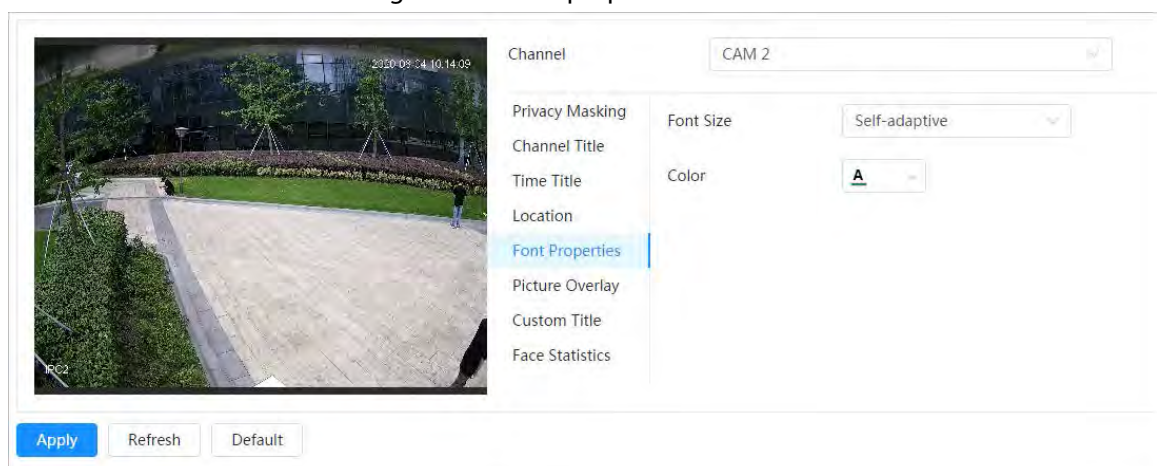 Channel
CAM 2
2020-09-04 10:14:09
Privacy Masking
Channel Title
Time Title
Location
Font Properties
Picture Overlay
Custom Title
Face Statistics
Font Size
Self-adaptive
Color
A
IPC2
Apply
Refresh
Default